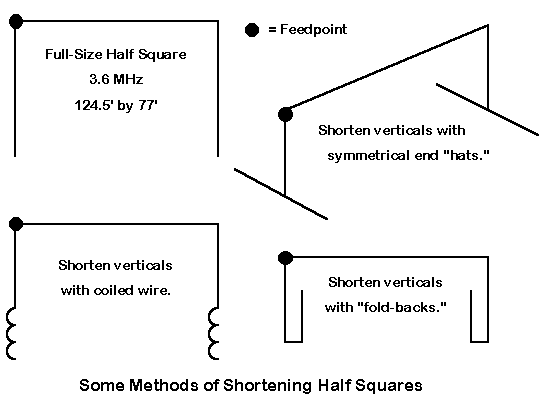 = Feedpoint
Full-Size Half Square
3.6 MHz
124.5' by 77'
Shorten verticals with
symmetrical end "hats."
Shorten verticals
with coiled wire.
Shorten verticals
with "fold-backs."
Some Methods of Shortening Half Squares